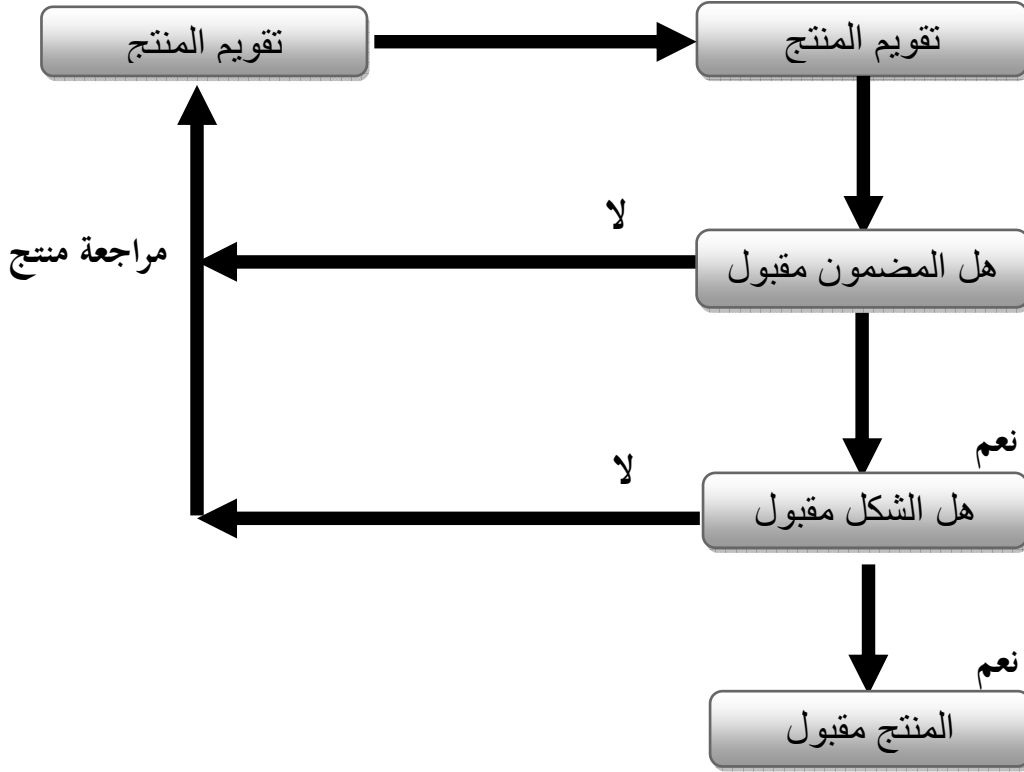 تقويم المنتج
تقويم المنتج
لا
هل المضمون مقبول
مراجعة منتج
نعم
لا
هل الشكل مقبول
نعم
المنتج مقبول